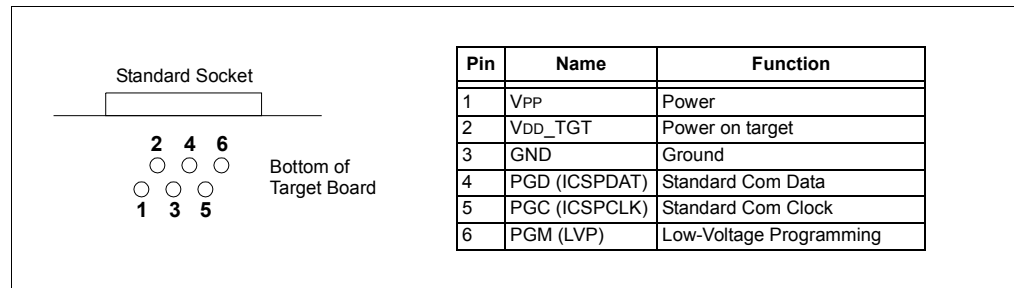 Standard Socket
2 4 6
Bottom of
Target Board
1 3 5
Pin Name Function
1 VPP Power
2 VDD_TGT Power on target
3 GND Ground
4 PGD (ICSPDAT) Standard Com Data
5 PGC (ICSPCLK) Standard Com Clock
6 PGM (LVP) Low-Voltage Programming